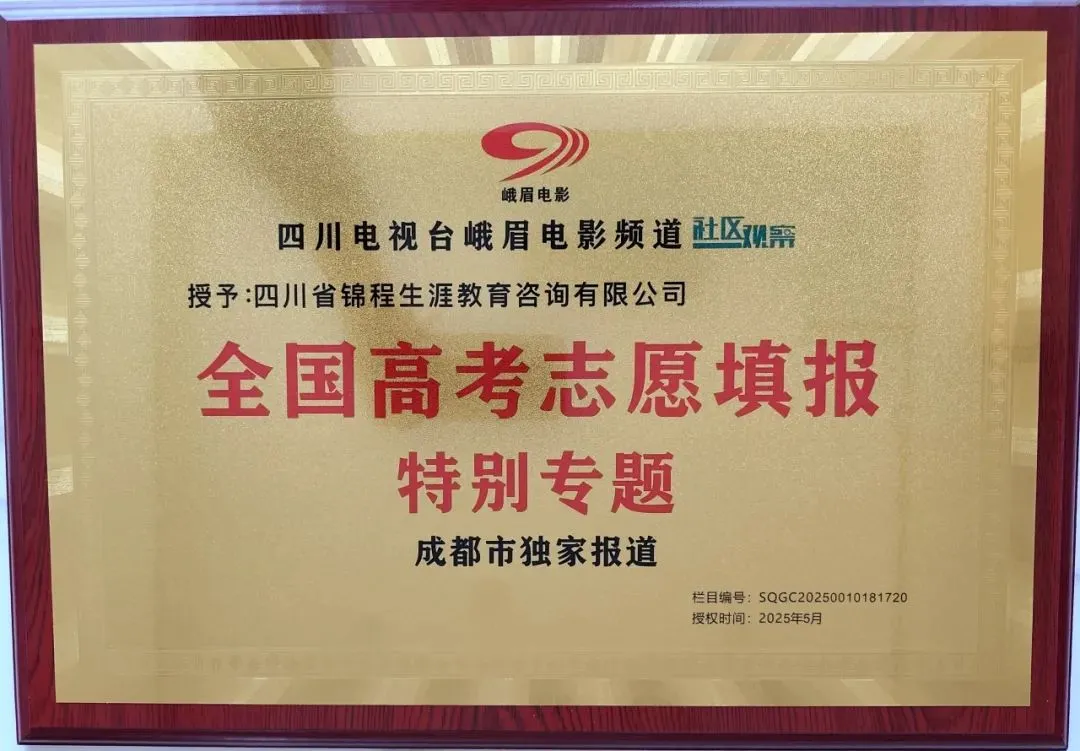 峨眉电影
四川电视台峨眉电影频道 社区观察
授予:四川省锦程生涯教育咨询有限公司
全国高考志愿填报
特别专题
成都市独家报道
栏目编号：SQGC20250010181720
授权时间：2025年5月